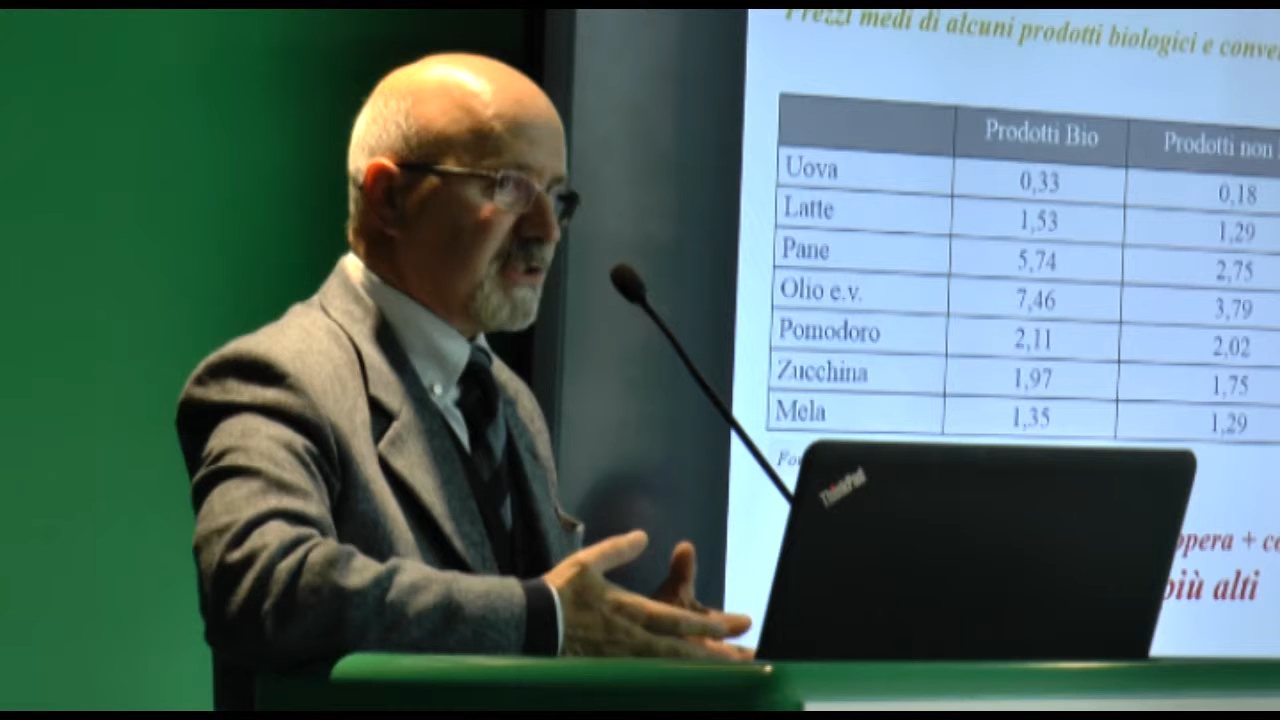 Prezzi medi di alcuni prodotti biologici e
Prodotti Bio Prodotti non
Uova 0,33 0,18
Latte 1,53 1,29
Pane 5,74 2,75
Olio e.v. 7,46 3,79
Pomodoro 2,11 2,02
Zucchina 1,97 1,75
Mela 1,35 1,29
ThinkPad
opera +
più alti